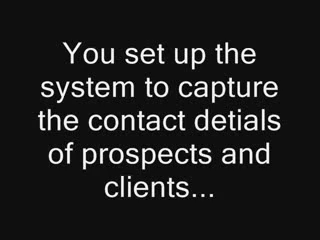 You set up the
system to capture
the contact detials
of prospects and
clients...